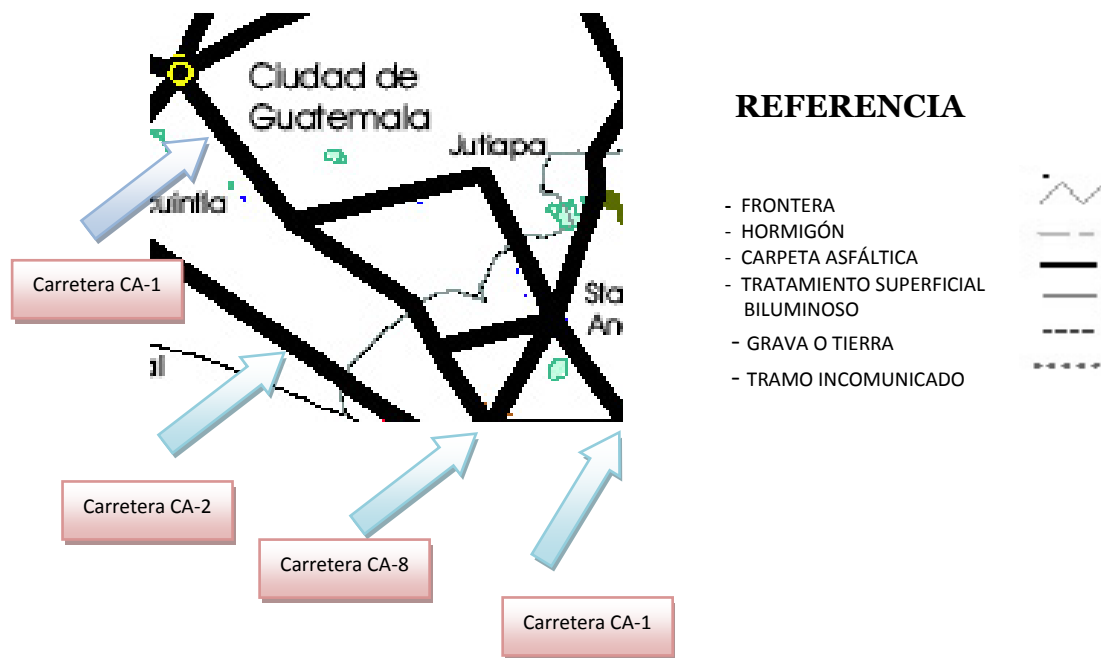 Ciudad de
Guatemala
Jutiapa
uintla
Sta
An
al
Carretera CA-1
Carretera CA-2
Carretera CA-8
Carretera CA-1
REFERENCIA
- FRONTERA
- HORMIGÓN
- CARPETA ASFÁLTICA
- TRATAMIENTO SUPERFICIAL
BILUMINOSO
- GRAVA O TIERRA
- TRAMO INCOMUNICADO